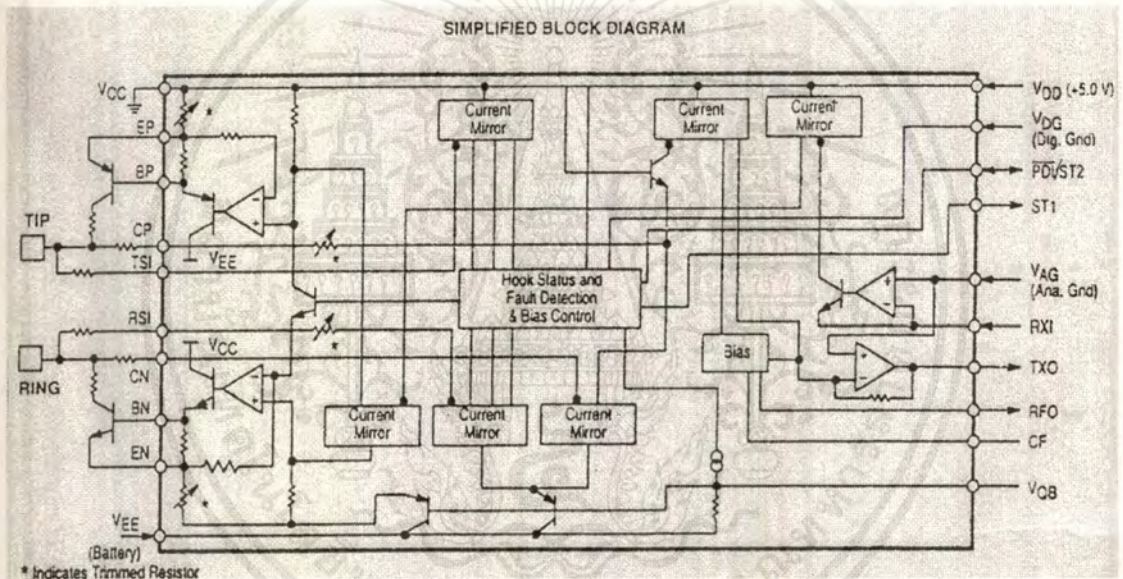 SIMPLIFIED BLOCK DIAGRAM
VCC
EP
BP
TIP
CP
TSI
VEE
RSI
RING
VCC
CN
BN
EN
VEE
(Battery)
* Indicates Trimmed Resistor
*
*
*
*
Current
Mirror
Current
Mirror
Current
Mirror
Hook Status and
Fault Detection
& Bias Control
Bias
Current
Mirror
Current
Mirror
Current
Mirror
VDD (+5.0 V)
VDG
(Dig. Gnd)
PDI/ST2
ST1
VAG
(Ana. Gnd)
RXI
TXO
RFO
CF
VQB